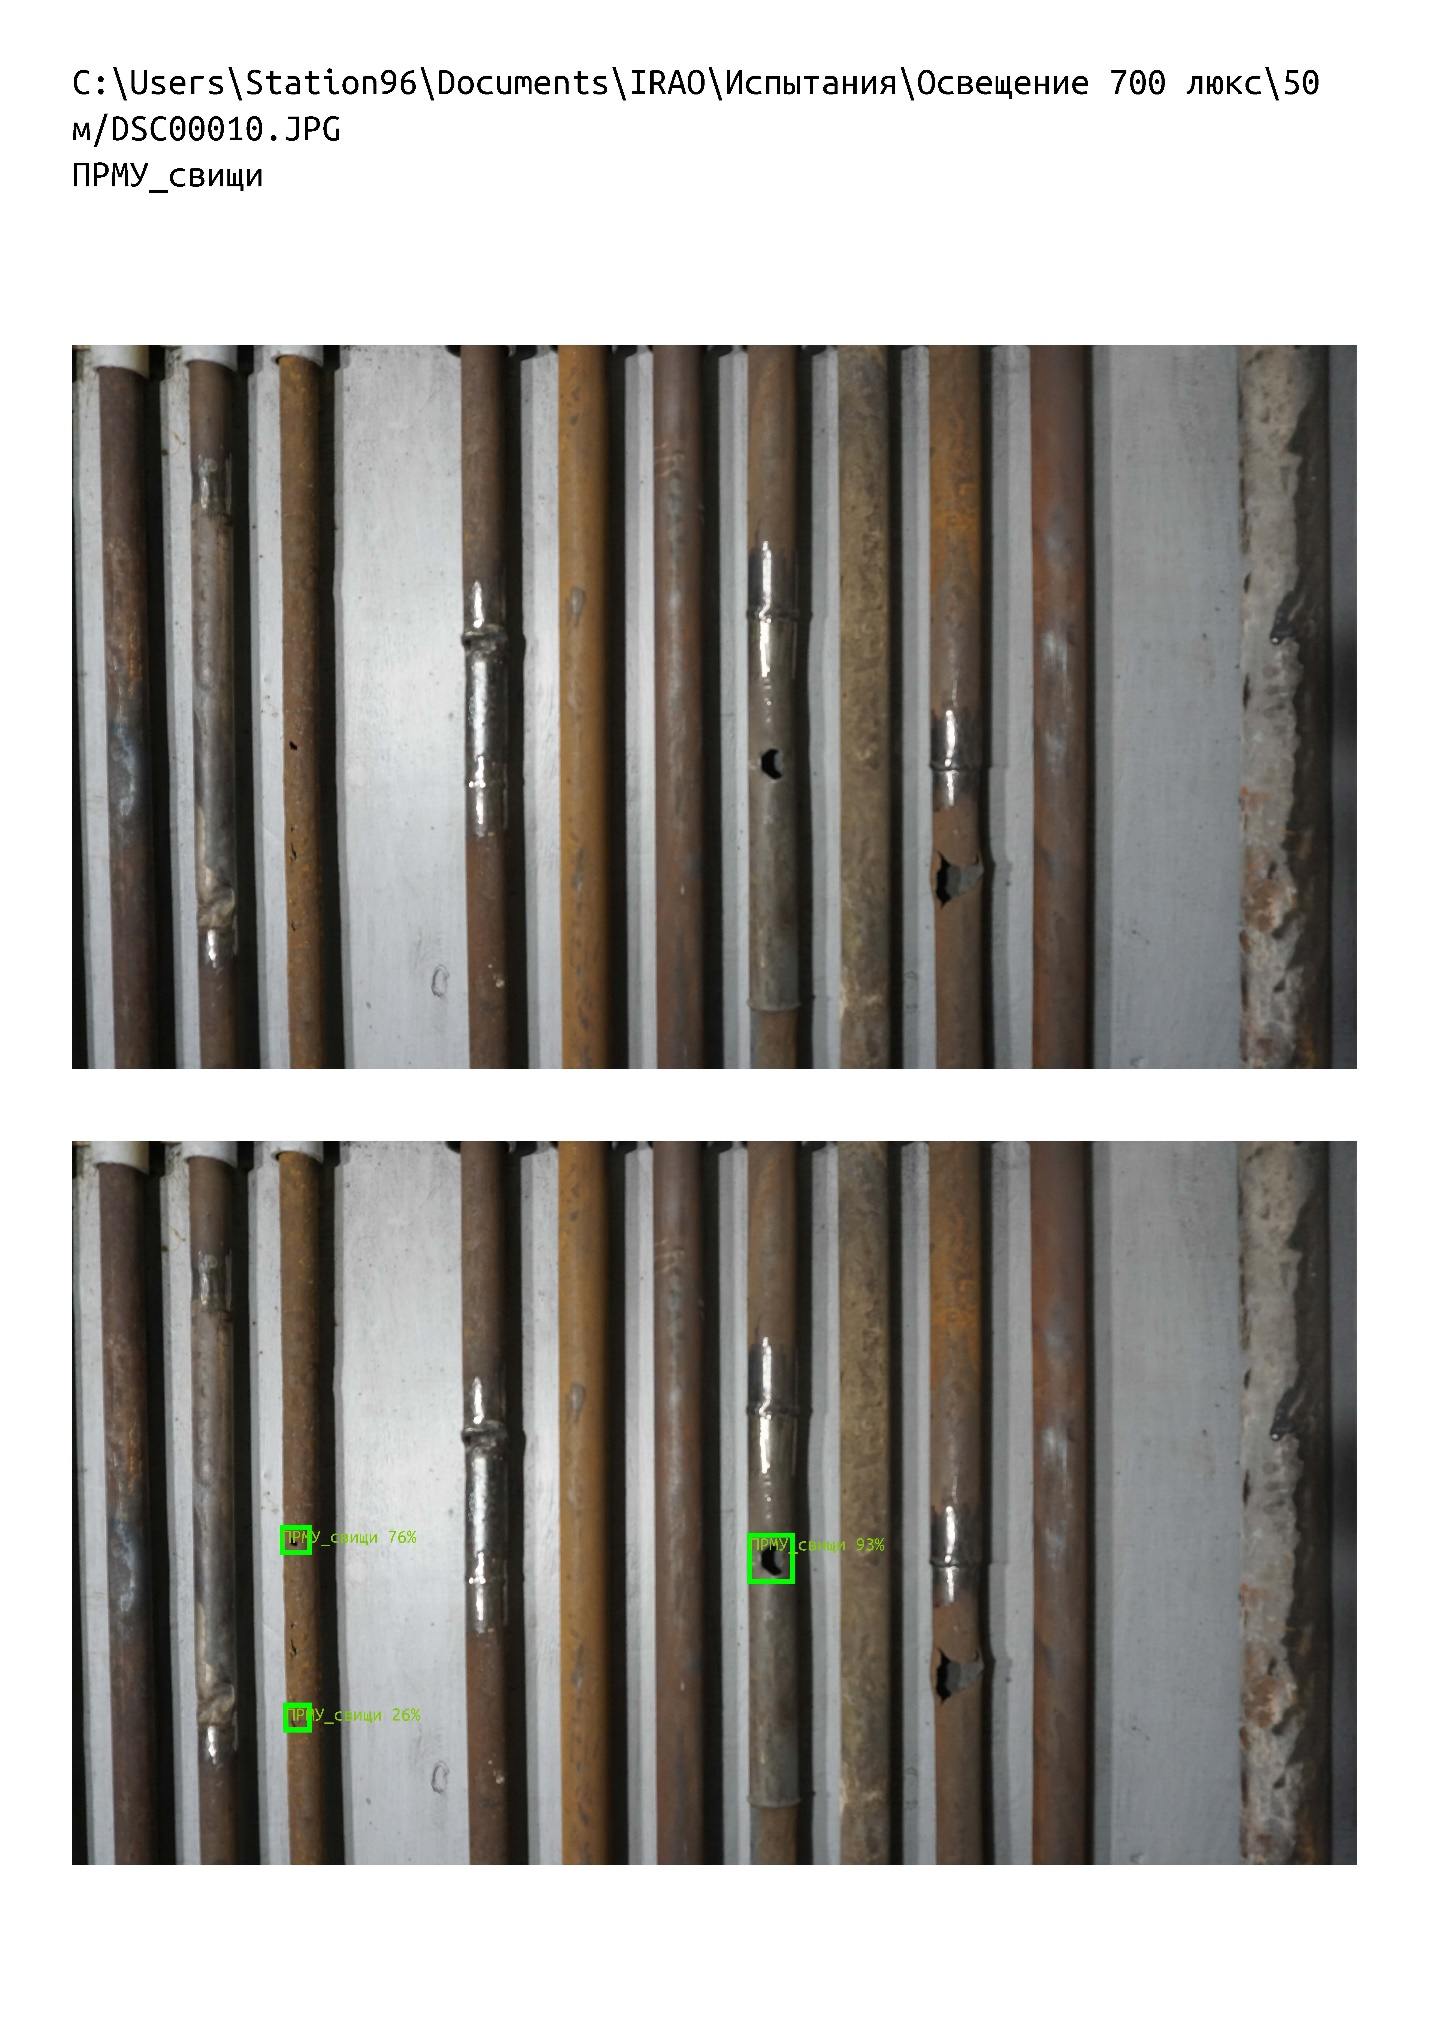 C:\Users\Station96\Documents\IRAO\Испытания\Освещение 700 люкс\50
м/DSC00010.JPG
ПРМУ_свищи
ПРМУ_свищи 76%
ПРМУ_свищи 93%
ПРМУ_свищи 26%